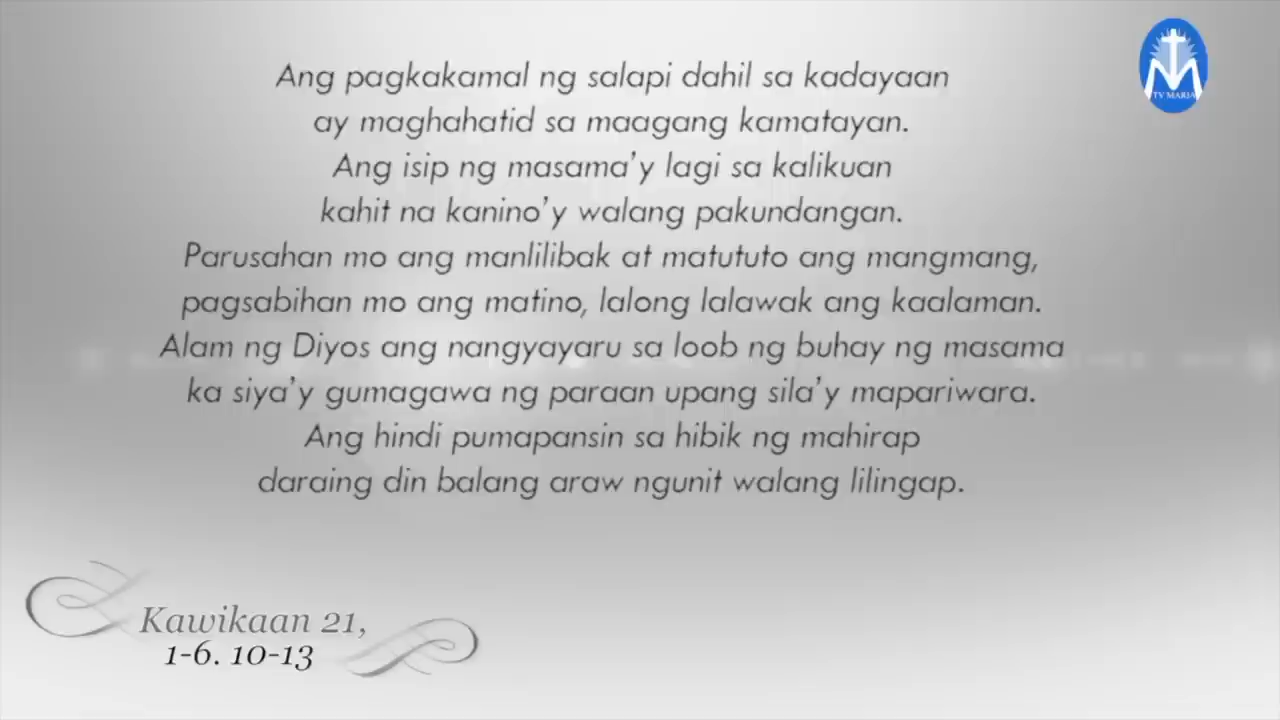 Ang pagkakamal ng salapi dahil sa kadayaan
ay maghahatid sa maagang kamatayan.
Ang isip ng masama’y lagi sa kalikuan
kahit na kanino’y walang pakundangan.
Parusahan mo ang manlilibak at matututo ang mangmang,
pagsabihan mo ang matino, lalong lalawak ang kaalaman.
Alam ng Diyos ang nangyayaru sa loob ng buhay ng masama
ka siya’y gumagawa ng paraan upang sila’y mapariwara.
Ang hindi pumapansin sa hibik ng mahirap
daraing din balang araw ngunit walang lilingap.
Kawikaan 21,
1-6. 10-13
TV MARIA